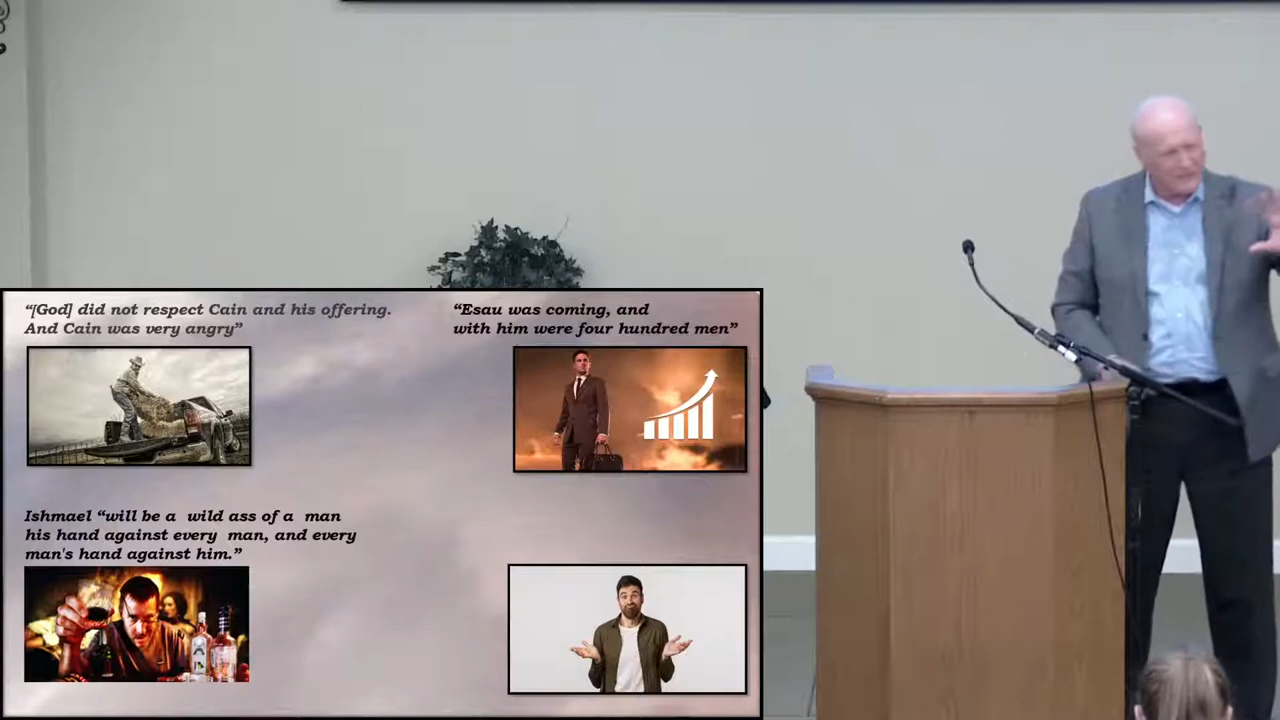 “[God] did not respect Cain and his offering.
And Cain was very angry”
“Esau was coming, and
with him were four hundred men”
Ishmael “will be a wild ass of a man
his hand against every man, and every
man's hand against him.”